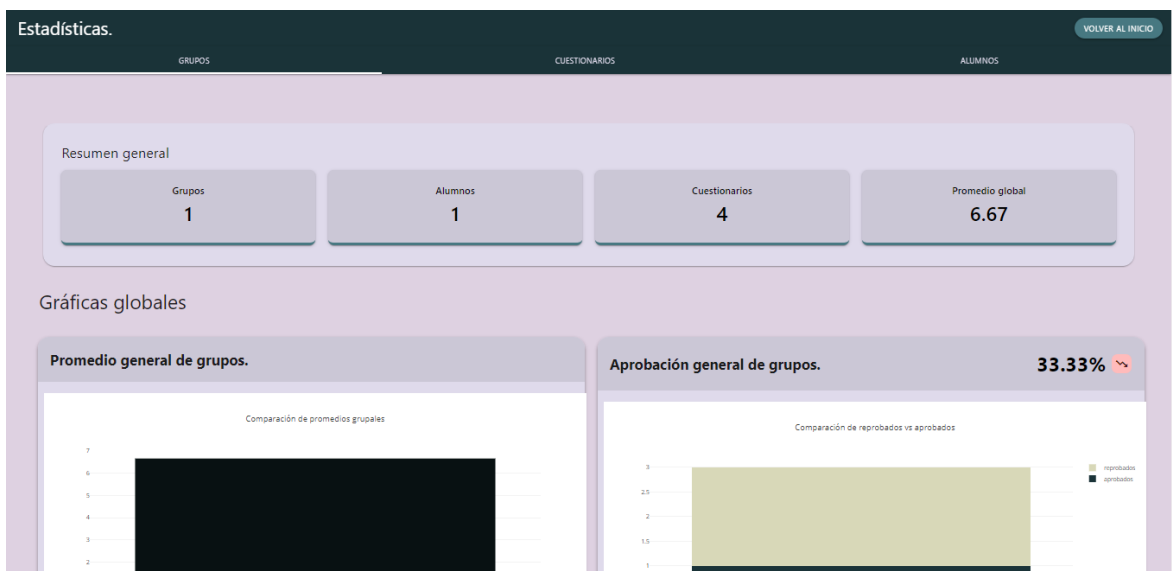 Estadísticas.
VOLVER AL INICIO
GRUPOS
CUESTIONARIOS
ALUMNOS
Resumen general
Grupos
1
Alumnos
1
Cuestionarios
4
Promedio global
6.67
Gráficas globales
Promedio general de grupos.
Comparación de promedios grupales
7
6
5
4
3
2
Aprobación general de grupos.
33.33%
Comparación de reprobados vs aprobados
reprobados
aprobados
3
2.5
2
1.5
1